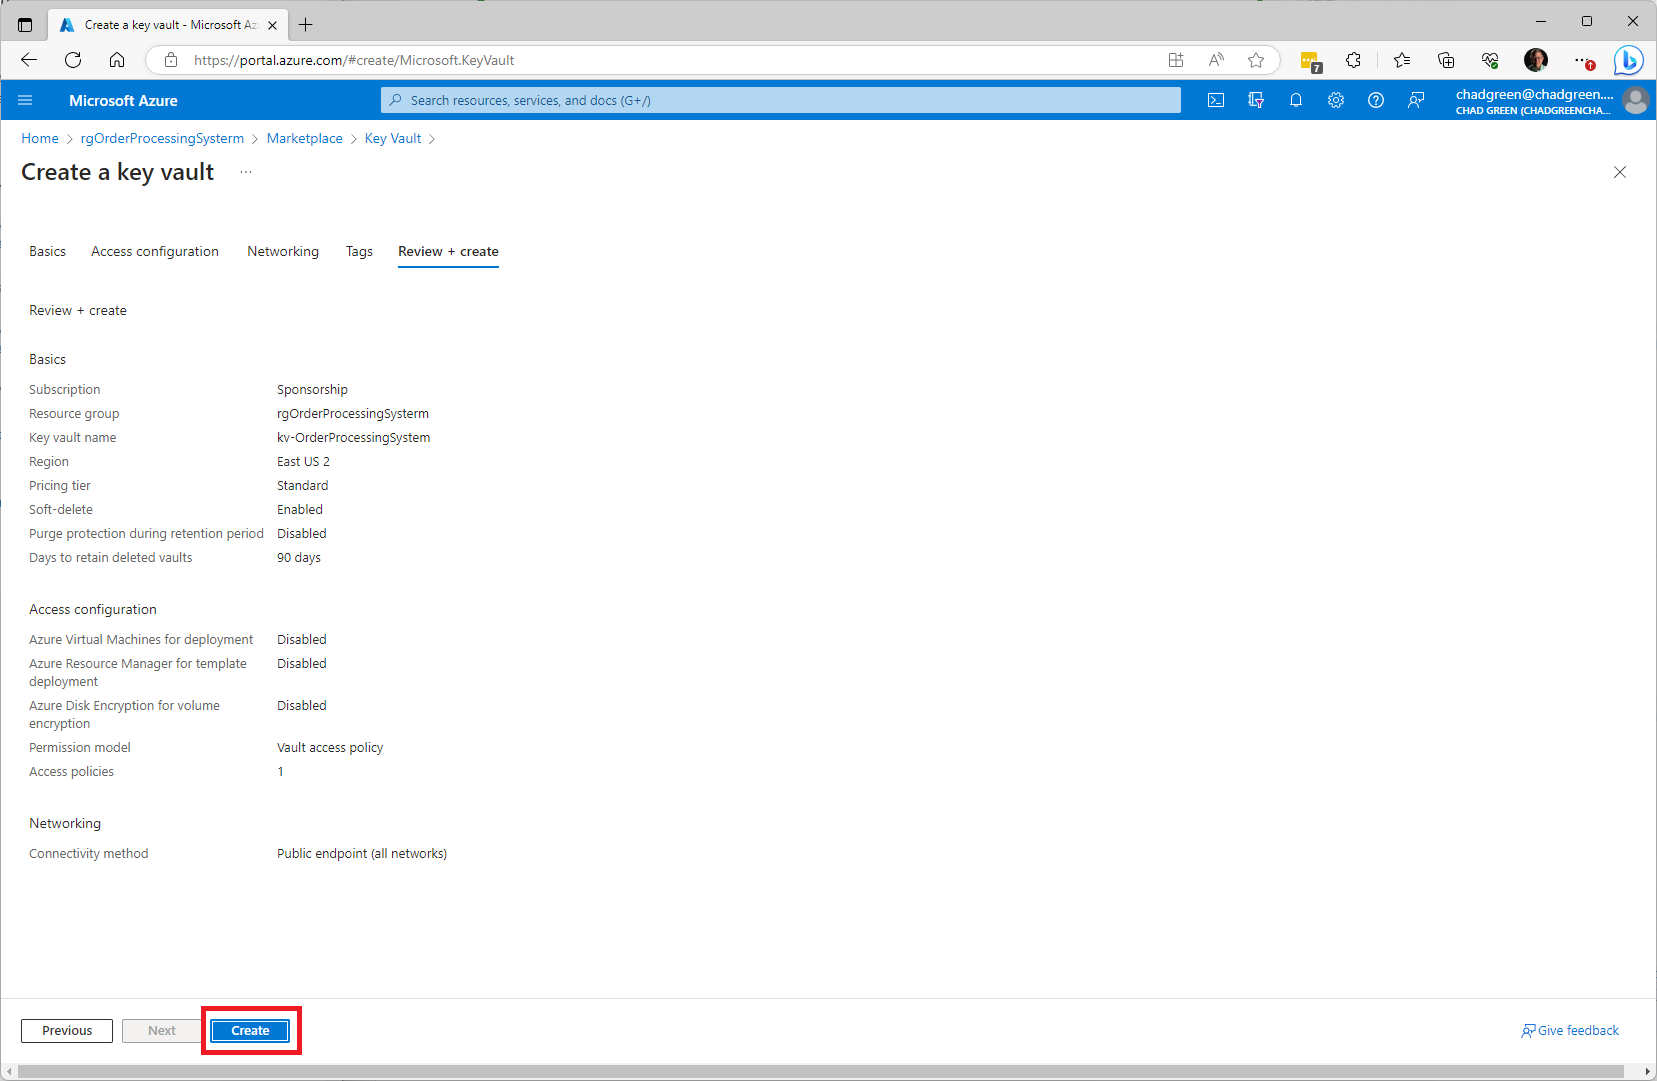 Create a key vault - Microsoft Az
https://portal.azure.com/#create/Microsoft.KeyVault
7
Microsoft Azure
Search resources, services, and docs (G+/)
chadgreen@chadgreen....
CHAD GREEN (CHADGREENCHA...
Home > rgOrderProcessingSysterm > Marketplace > Key Vault >
Create a key vault ...
Basics Access configuration Networking Tags Review + create
Review + create
Basics
Subscription Sponsorship
Resource group rgOrderProcessingSysterm
Key vault name kv-OrderProcessingSystem
Region East US 2
Pricing tier Standard
Soft-delete Enabled
Purge protection during retention period Disabled
Days to retain deleted vaults 90 days
Access configuration
Azure Virtual Machines for deployment Disabled
Azure Resource Manager for template Disabled
deployment
Azure Disk Encryption for volume Disabled
encryption
Permission model Vault access policy
Access policies 1
Networking
Connectivity method Public endpoint (all networks)
Previous Next Create Give feedback